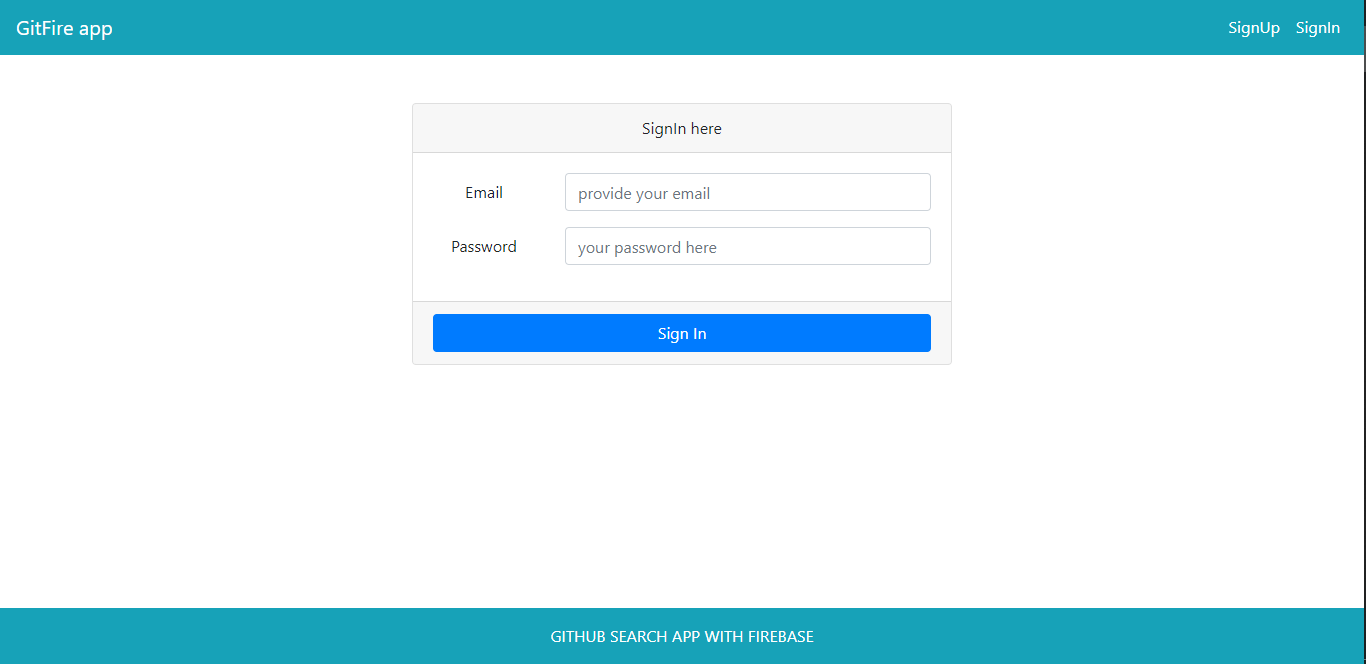 GitFire app
SignUp SignIn
SignIn here
Email
provide your email
Password
your password here
Sign In
GITHUB SEARCH APP WITH FIREBASE